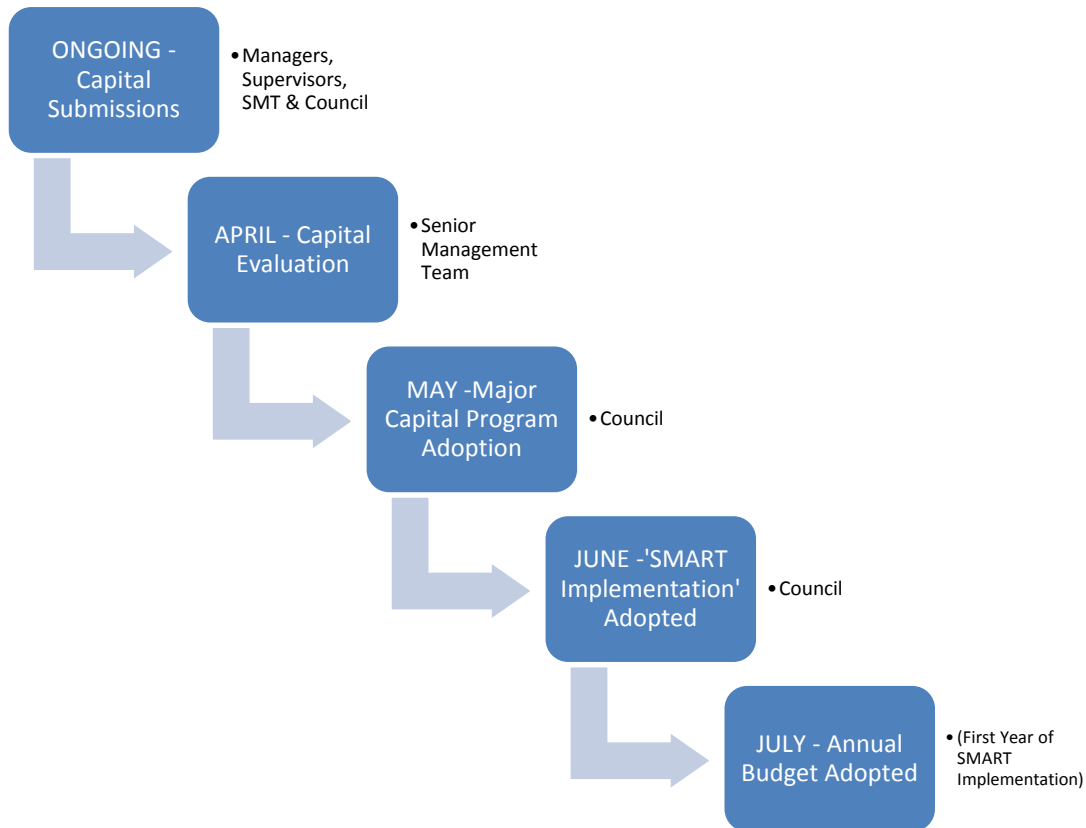 ONGOING -
Capital
Submissions
•Managers,
Supervisors,
SMT & Council
APRIL - Capital
Evaluation
•Senior
Management
Team
MAY -Major
Capital Program
Adoption
•Council
JUNE -'SMART
Implementation'
Adopted
•Council
JULY - Annual
Budget Adopted
•(First Year of
SMART
Implementation)